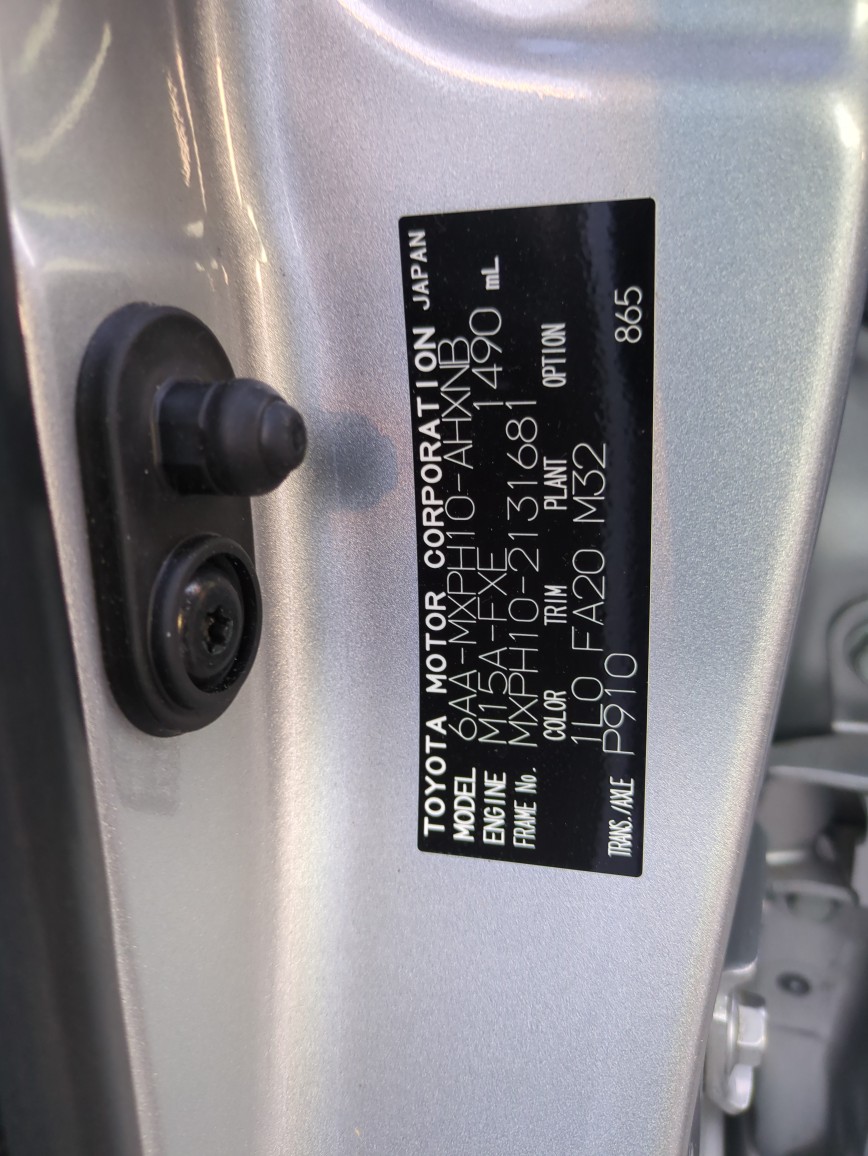 TOYOTA MOTOR CORPORATION JAPAN
MODEL 6AA-MXPH10-AHXNB
ENGINE M15A-FXE 1490 mL
FRAME No. MXPH10-2131681
COLOR TRIM PLANT OPTION
1L0 FA20 M32
TRANS./AXLE P910 865